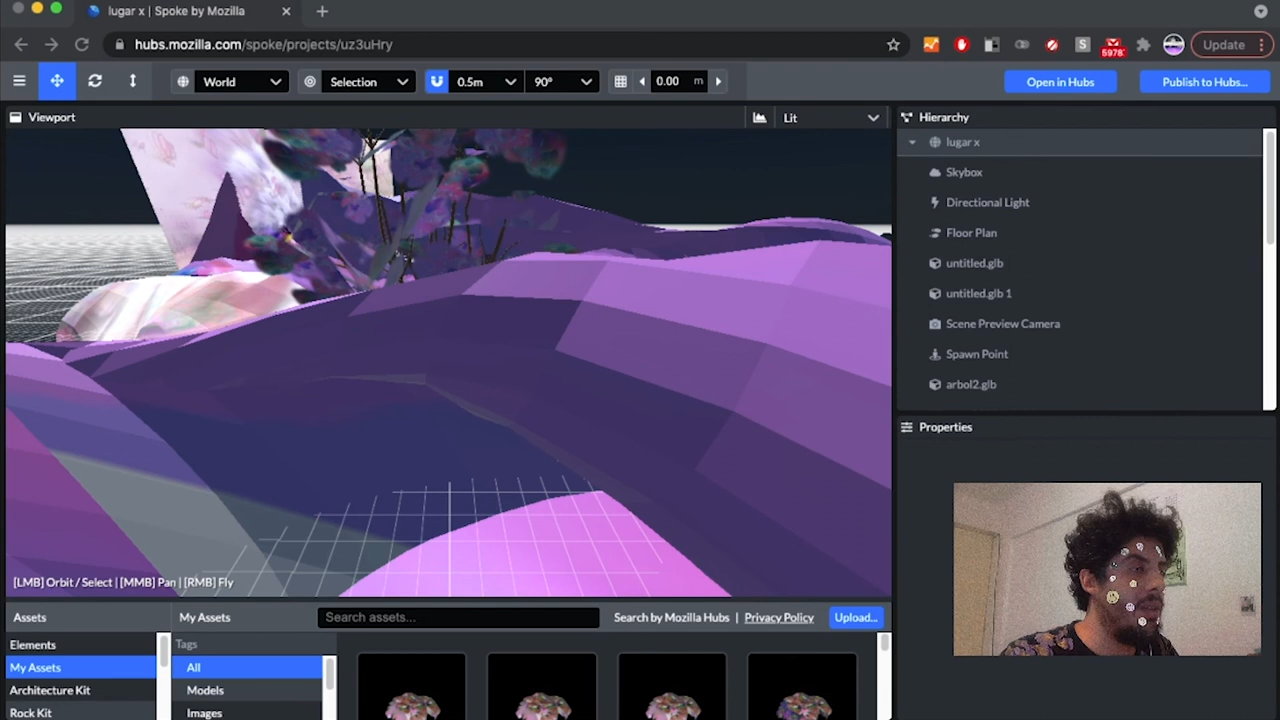 lugar x | Spoke by Mozilla
hubs.mozilla.com/spoke/projects/uz3uHry
5978
Update
World
Selection
0.5m
90°
0.00 m
Open in Hubs
Publish to Hubs...
Viewport
Lit
Hierarchy
lugar x
Skybox
Directional Light
Floor Plan
untitled.glb
untitled.glb 1
Scene Preview Camera
Spawn Point
arbol2.glb
Properties
[LMB] Orbit / Select | [MMB] Pan | [RMB] Fly
Assets
My Assets
Search assets...
Search by Mozilla Hubs | Privacy Policy
Upload...
Elements
My Assets
Architecture Kit
Rock Kit
Tags
All
Models
Images